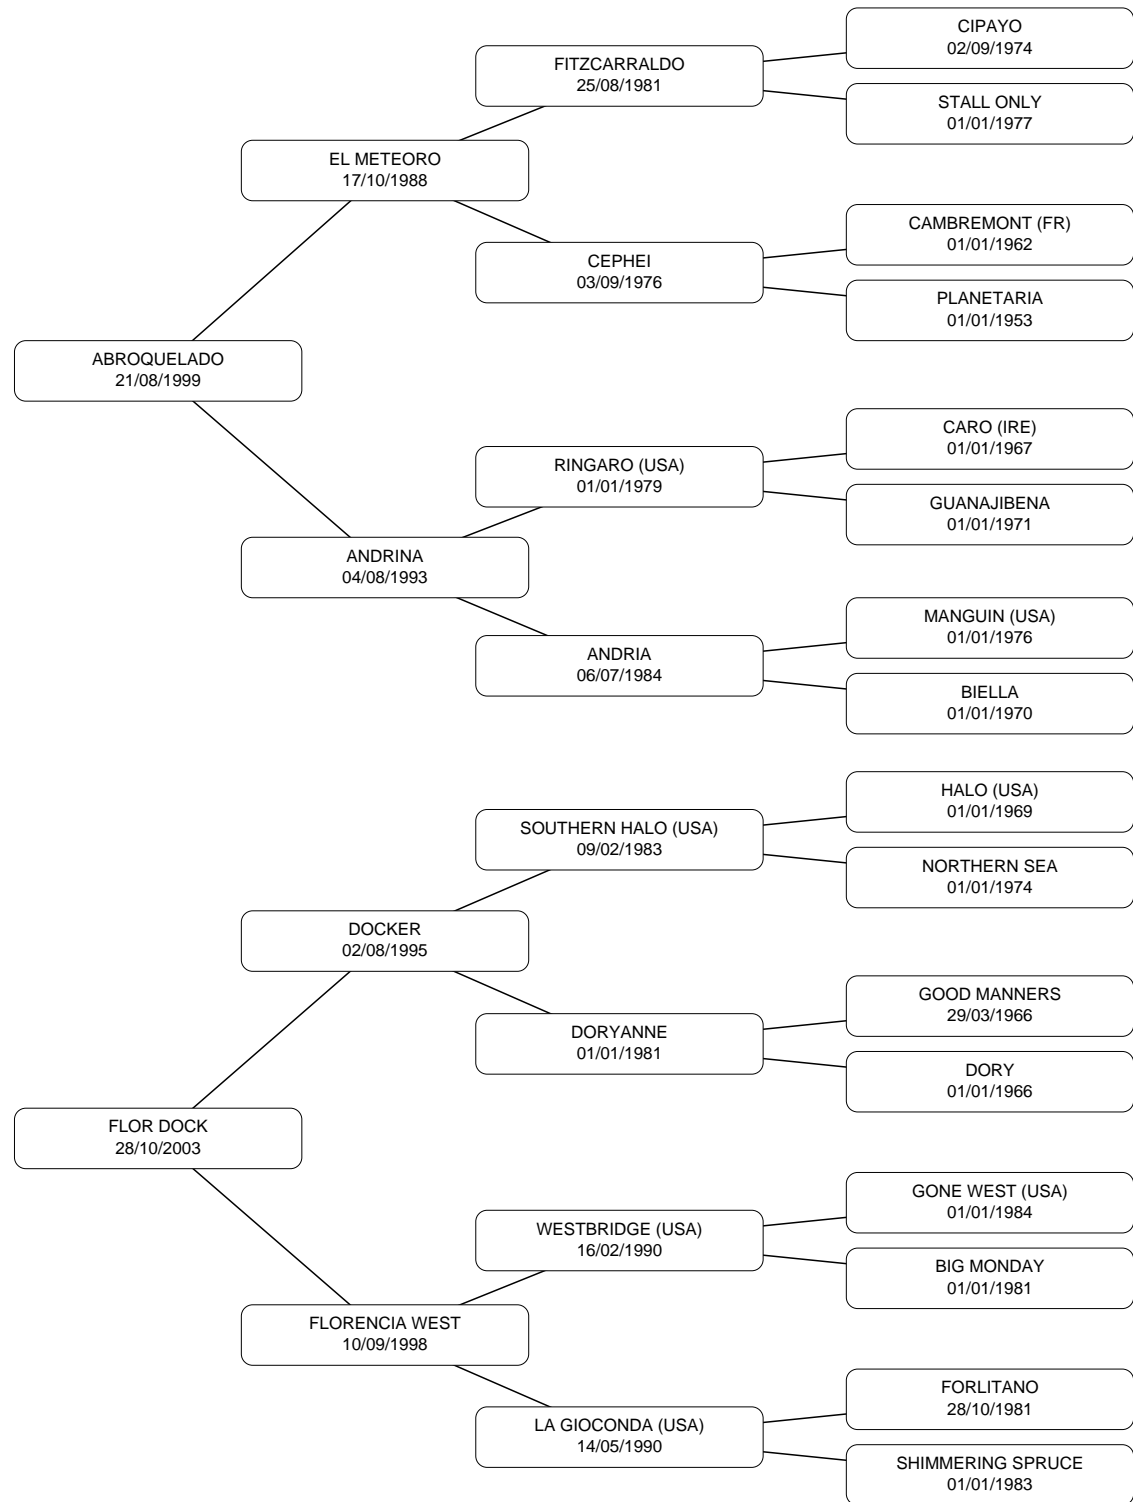 CIPAYO
02/09/1974
FITZCARRALDO
25/08/1981
STALL ONLY
01/01/1977
EL METEORO
17/10/1988
CAMBREMONT (FR)
01/01/1962
CEPHEI
03/09/1976
PLANETARIA
01/01/1953
ABROQUELADO
21/08/1999
CARO (IRE)
01/01/1967
RINGARO (USA)
01/01/1979
GUANAJIBENA
01/01/1971
ANDRINA
04/08/1993
MANGUIN (USA)
01/01/1976
ANDRIA
06/07/1984
BIELLA
01/01/1970
HALO (USA)
01/01/1969
SOUTHERN HALO (USA)
09/02/1983
NORTHERN SEA
01/01/1974
DOCKER
02/08/1995
GOOD MANNERS
29/03/1966
DORYANNE
01/01/1981
DORY
01/01/1966
FLOR DOCK
28/10/2003
GONE WEST (USA)
01/01/1984
WESTBRIDGE (USA)
16/02/1990
BIG MONDAY
01/01/1981
FLORENCIA WEST
10/09/1998
FORLITANO
28/10/1981
LA GIOCONDA (USA)
14/05/1990
SHIMMERING SPRUCE
01/01/1983